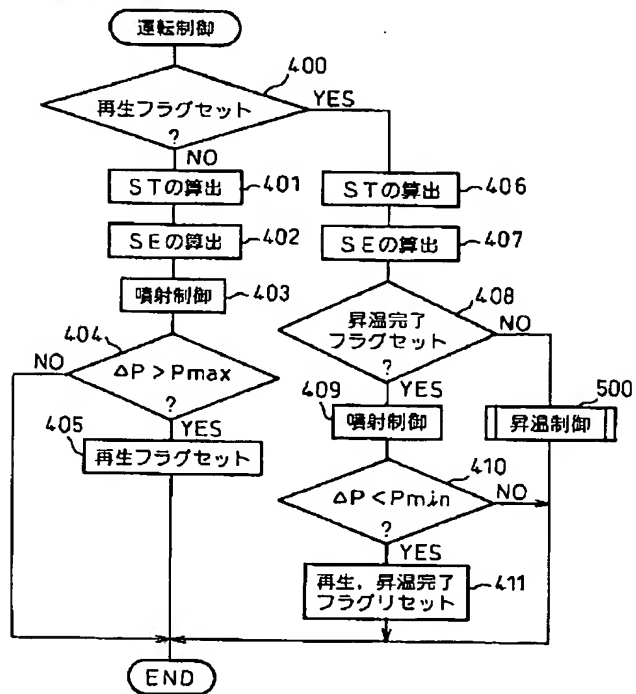 運転制御
400
再生フラグセット
?
YES
NO
STの算出
401
SEの算出
402
噴射制御
403
404
NO
ΔP>Pmax
?
YES
405
再生フラグセット
STの算出
406
SEの算出
407
408
昇温完了
フラグセット
?
NO
YES
409
噴射制御
500
昇温制御
410
ΔP<Pmin
?
NO
YES
再生,昇温完了
フラグリセット
411
END